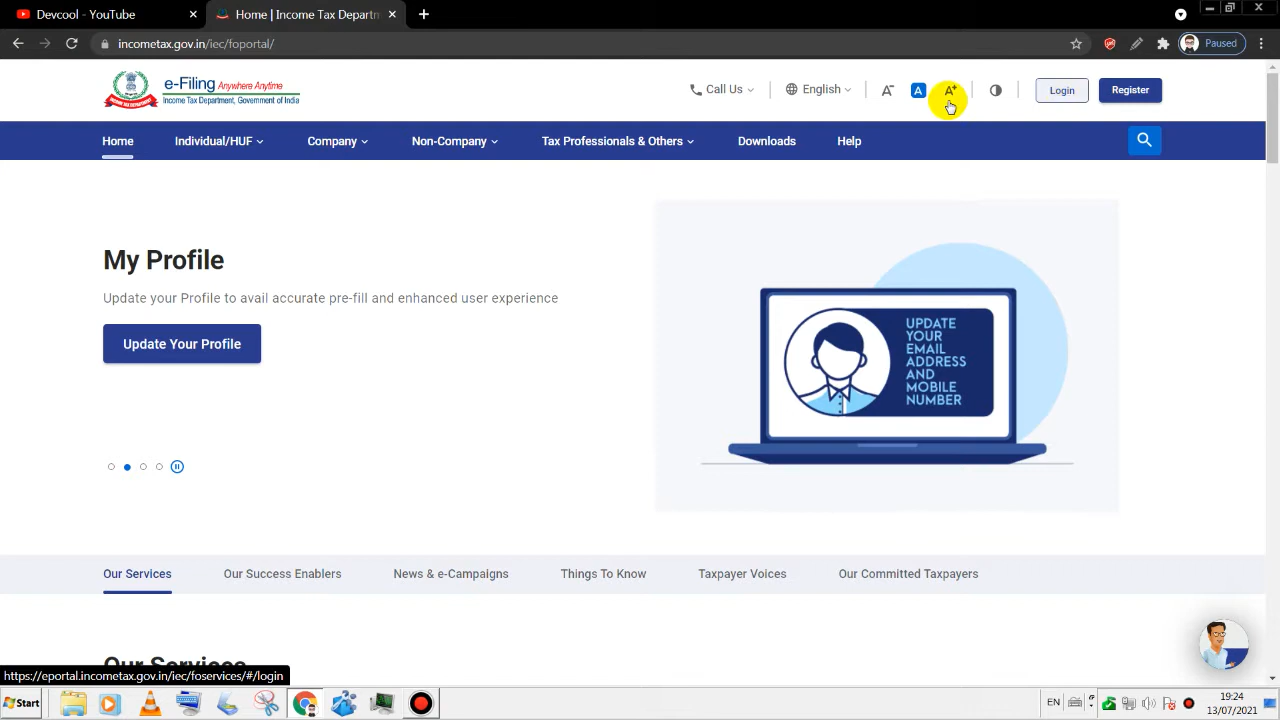 Devcool - YouTube
Home | Income Tax Departm
incometax.gov.in/iec/foportal/
Paused
e-Filing Anywhere Anytime
Income Tax Department, Government of India
Call Us
English
A-
A
A+
Login
Register
Home
Individual/HUF
Company
Non-Company
Tax Professionals & Others
Downloads
Help
My Profile
Update your Profile to avail accurate pre-fill and enhanced user experience
Update Your Profile
UPDATE
YOUR
EMAIL
ADDRESS
AND
MOBILE
NUMBER
Our Services
Our Success Enablers
News & e-Campaigns
Things To Know
Taxpayer Voices
Our Committed Taxpayers
Our Services
https://eportal.incometax.gov.in/iec/foservices/#/login
Start
EN
19:24
13/07/2021